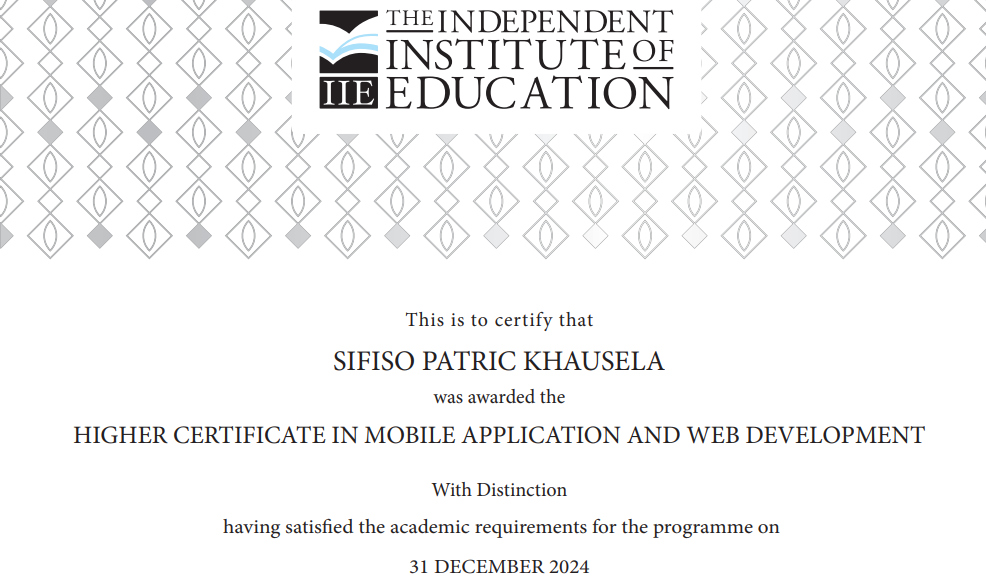 THE INDEPENDENT
INSTITUTE OF
IIE EDUCATION
This is to certify that
SIFISO PATRIC KHAUSELA
was awarded the
HIGHER CERTIFICATE IN MOBILE APPLICATION AND WEB DEVELOPMENT
With Distinction
having satisfied the academic requirements for the programme on
31 DECEMBER 2024